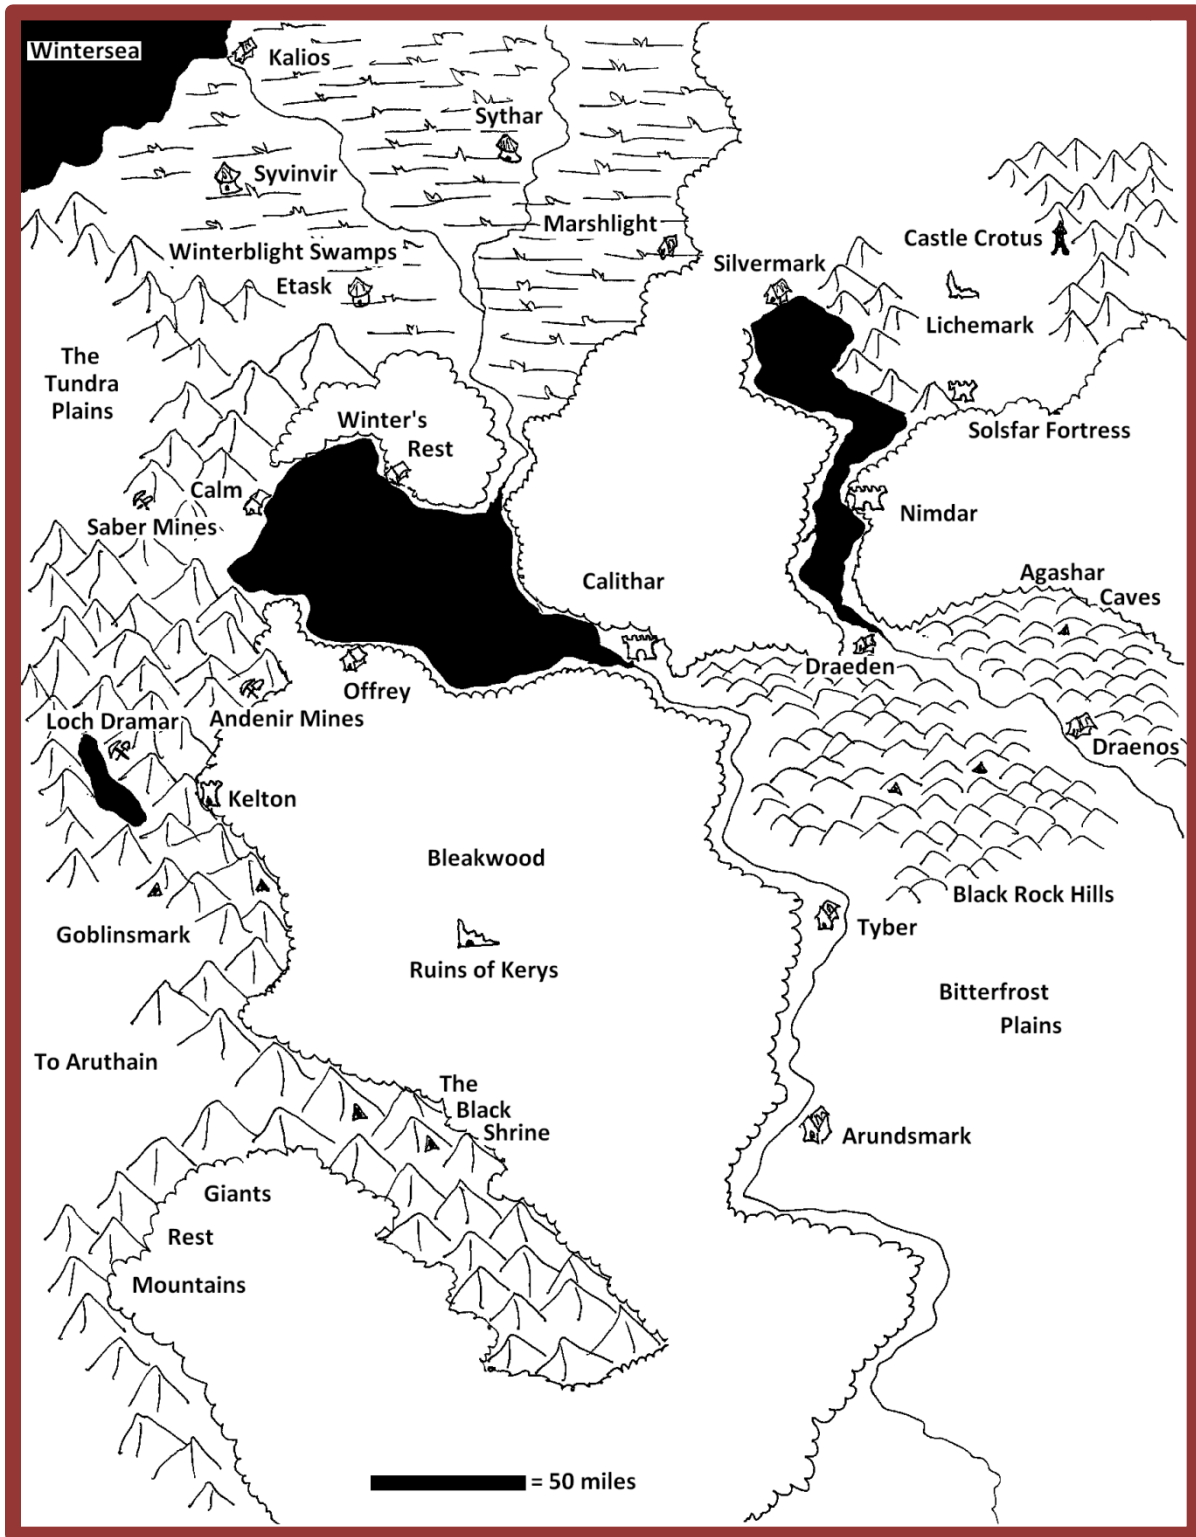 Wintersea
Kalios
Sythar
Syvinvir
Marshlight
Castle Crotus
Winterblight Swamps
Silvermark
Etask
Lichemark
The
Tundra
Plains
Winter's
Rest
Solsfar Fortress
Calm
Saber Mines
Nimdar
Calithar
Agashar
Caves
Draeden
Offrey
Loch Dramar
Andenir Mines
Draenos
Kelton
Bleakwood
Black Rock Hills
Goblinsmark
Tyber
Ruins of Kerys
Bitterfrost
Plains
To Aruthain
The
Black
Shrine
Arundsmark
Giants
Rest
Mountains
= 50 miles